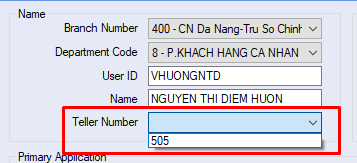 Name
Branch Number 400 - CN Da Nang-Tru So Chinh
Department Code 8 - P.KHACH HANG CA NHAN
User ID VHUONGNTD
Name NGUYEN THI DIEM HUON
Teller Number
505
Primary Application